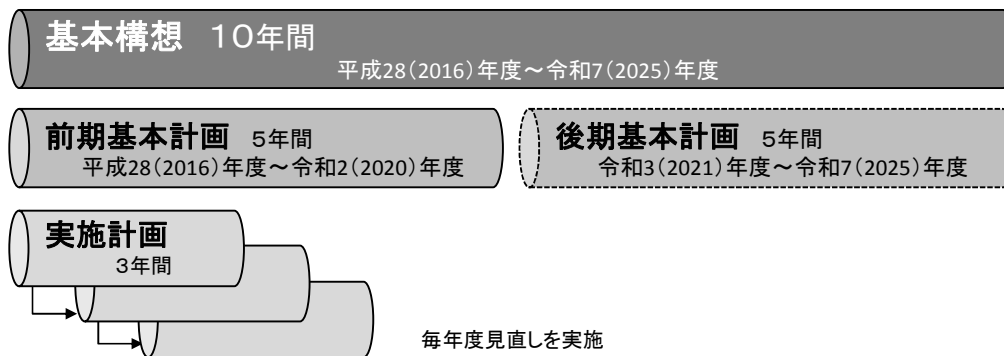 基本構想 10年間
平成28(2016)年度~令和7(2025)年度
前期基本計画 5年間
平成28(2016)年度~令和2(2020)年度
後期基本計画 5年間
令和3(2021)年度~令和7(2025)年度
実施計画
3年間
毎年度見直しを実施